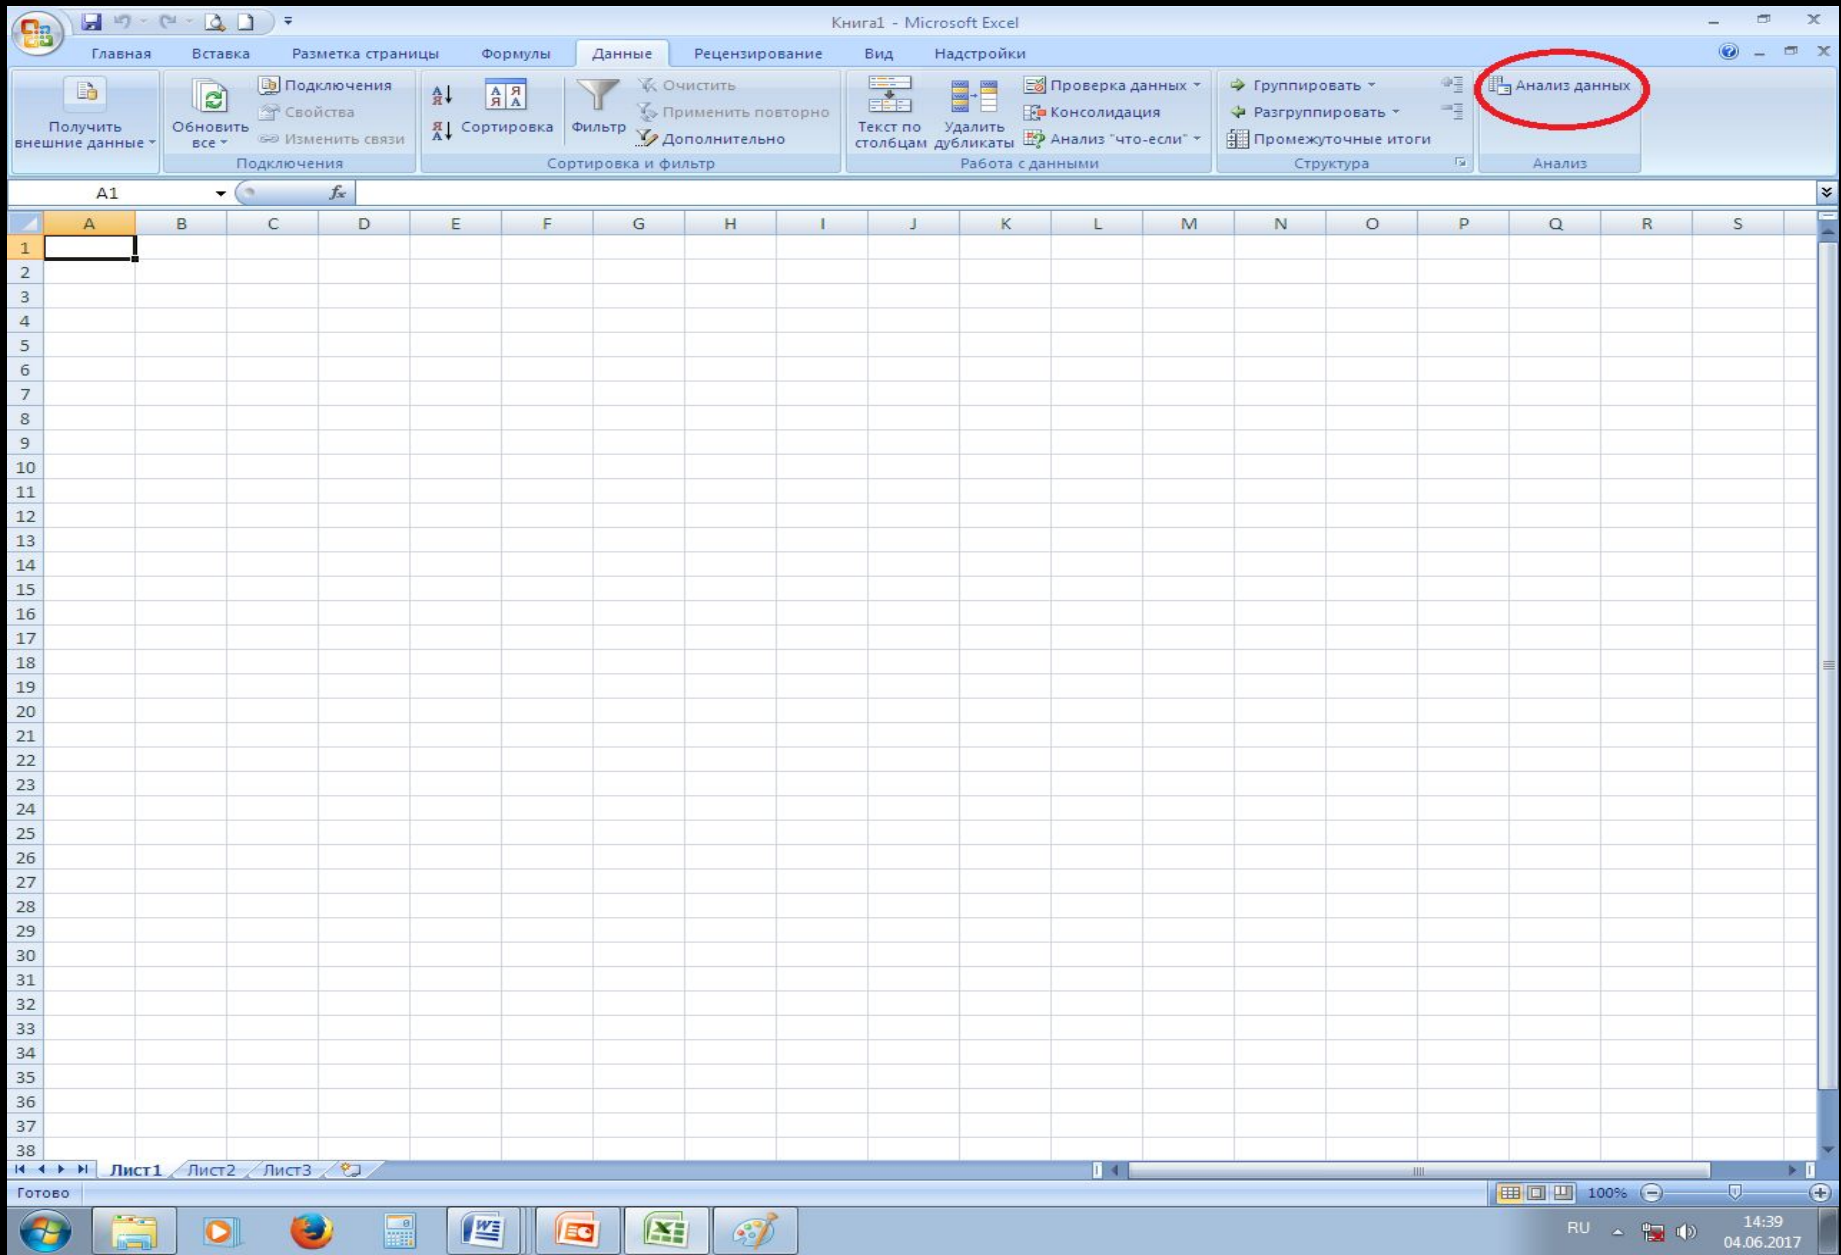 Книга1 - Microsoft Excel
Главная Вставка Разметка страницы Формулы Данные Рецензирование Вид Надстройки
Получить внешние данные
Обновить все
Подключения
Свойства
Изменить связи
Подключения
А Я
Я А
Сортировка
Фильтр
Очистить
Применить повторно
Дополнительно
Сортировка и фильтр
Текст по столбцам
Удалить дубликаты
Проверка данных
Консолидация
Анализ "что-если"
Работа с данными
Группировать
Разгруппировать
Промежуточные итоги
Структура
Анализ данных
Анализ
A1 fx
A B C D E F G H I J K L M N O P Q R S
1
2
3
4
5
6
7
8
9
10
11
12
13
14
15
16
17
18
19
20
21
22
23
24
25
26
27
28
29
30
31
32
33
34
35
36
37
38
Лист1 Лист2 Лист3
Готово 100%
RU 14:39
04.06.2017